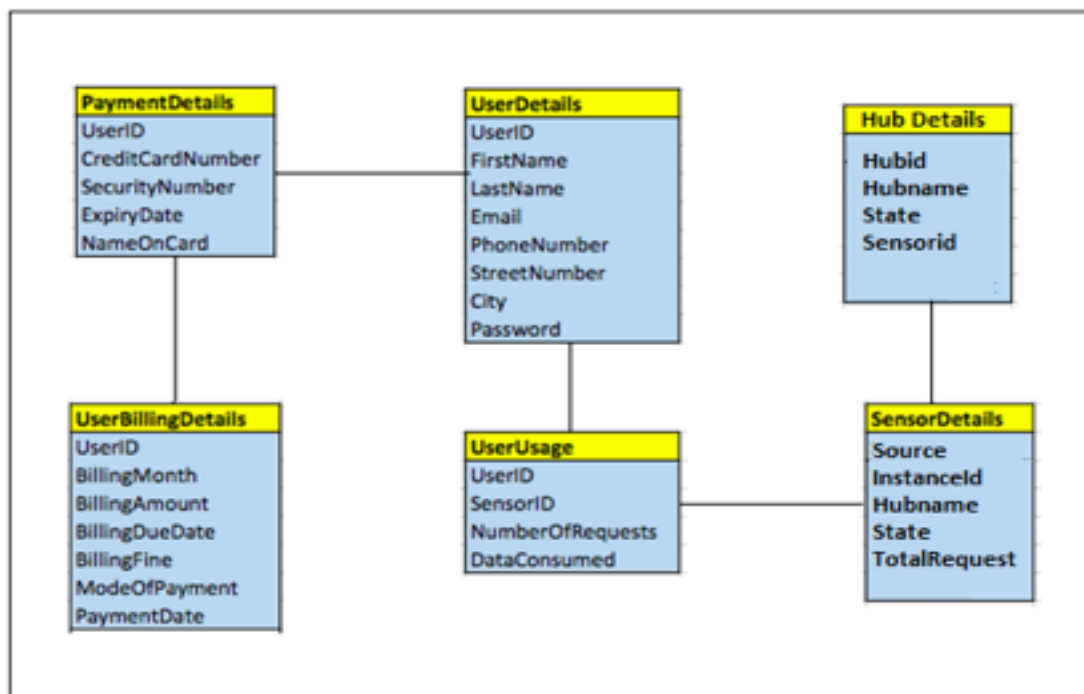 PaymentDetails
UserID
CreditCardNumber
SecurityNumber
ExpiryDate
NameOnCard
UserDetails
UserID
FirstName
LastName
Email
PhoneNumber
StreetNumber
City
Password
Hub Details
Hubid
Hubname
State
Sensorid
UserBillingDetails
UserID
BillingMonth
BillingAmount
BillingDueDate
BillingFine
ModeOfPayment
PaymentDate
UserUsage
UserID
SensorID
NumberOfRequests
DataConsumed
SensorDetails
Source
InstanceId
Hubname
State
TotalRequest